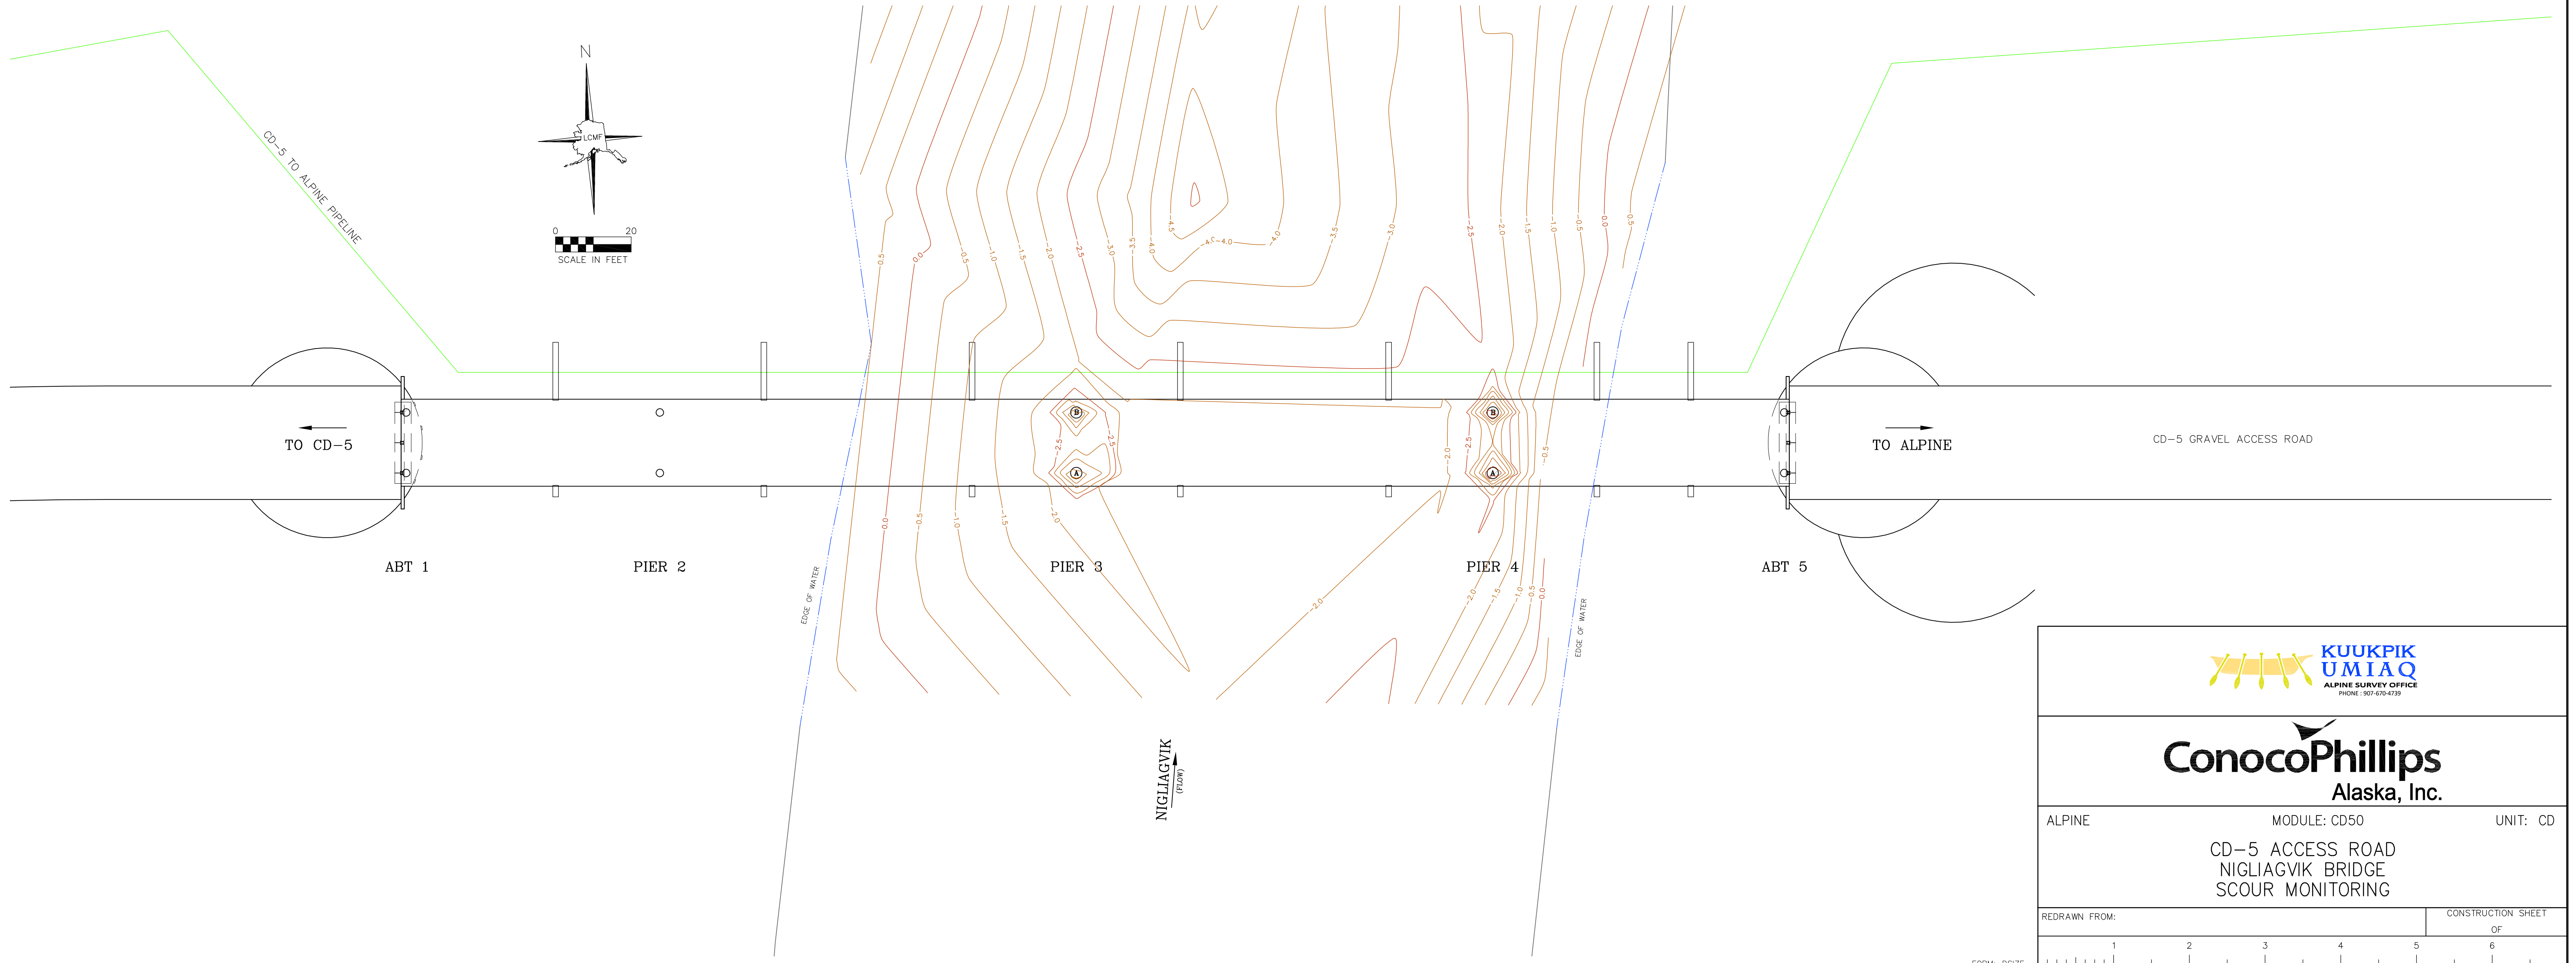 N
LCMF
0 20
SCALE IN FEET
CD-5 TO ALPINE PIPELINE
-0.5
0.0
-0.5
-1.0
-1.5
-2.0
-2.5
-3.0
-3.5
-4.0
-4.5
-4.0
-4.0
-3.5
-3.0
-2.5
-2.0
-1.5
-1.0
-0.5
0.0
0.5
TO CD-5
B
A
-2.5
-2.5
-2.0
-2.5
B
A
-0.5
TO ALPINE
CD-5 GRAVEL ACCESS ROAD
0.0
-0.5
-1.0
-1.5
-2.0
ABT 1
PIER 2
PIER 3
PIER 4
ABT 5
EDGE OF WATER
-2.0
-2.0
-1.5
-1.0
-0.5
0.0
EDGE OF WATER
NIGLIAGVIK
(FLOW)
KUUKPIK
UMIAQ
ALPINE SURVEY OFFICE
PHONE : 907-670-4739
ConocoPhillips
Alaska, Inc.
ALPINE MODULE: CD50 UNIT: CD
CD-5 ACCESS ROAD
NIGLIAGVIK BRIDGE
SCOUR MONITORING
REDRAWN FROM:
CONSTRUCTION SHEET
OF
1 2 3 4 5 6